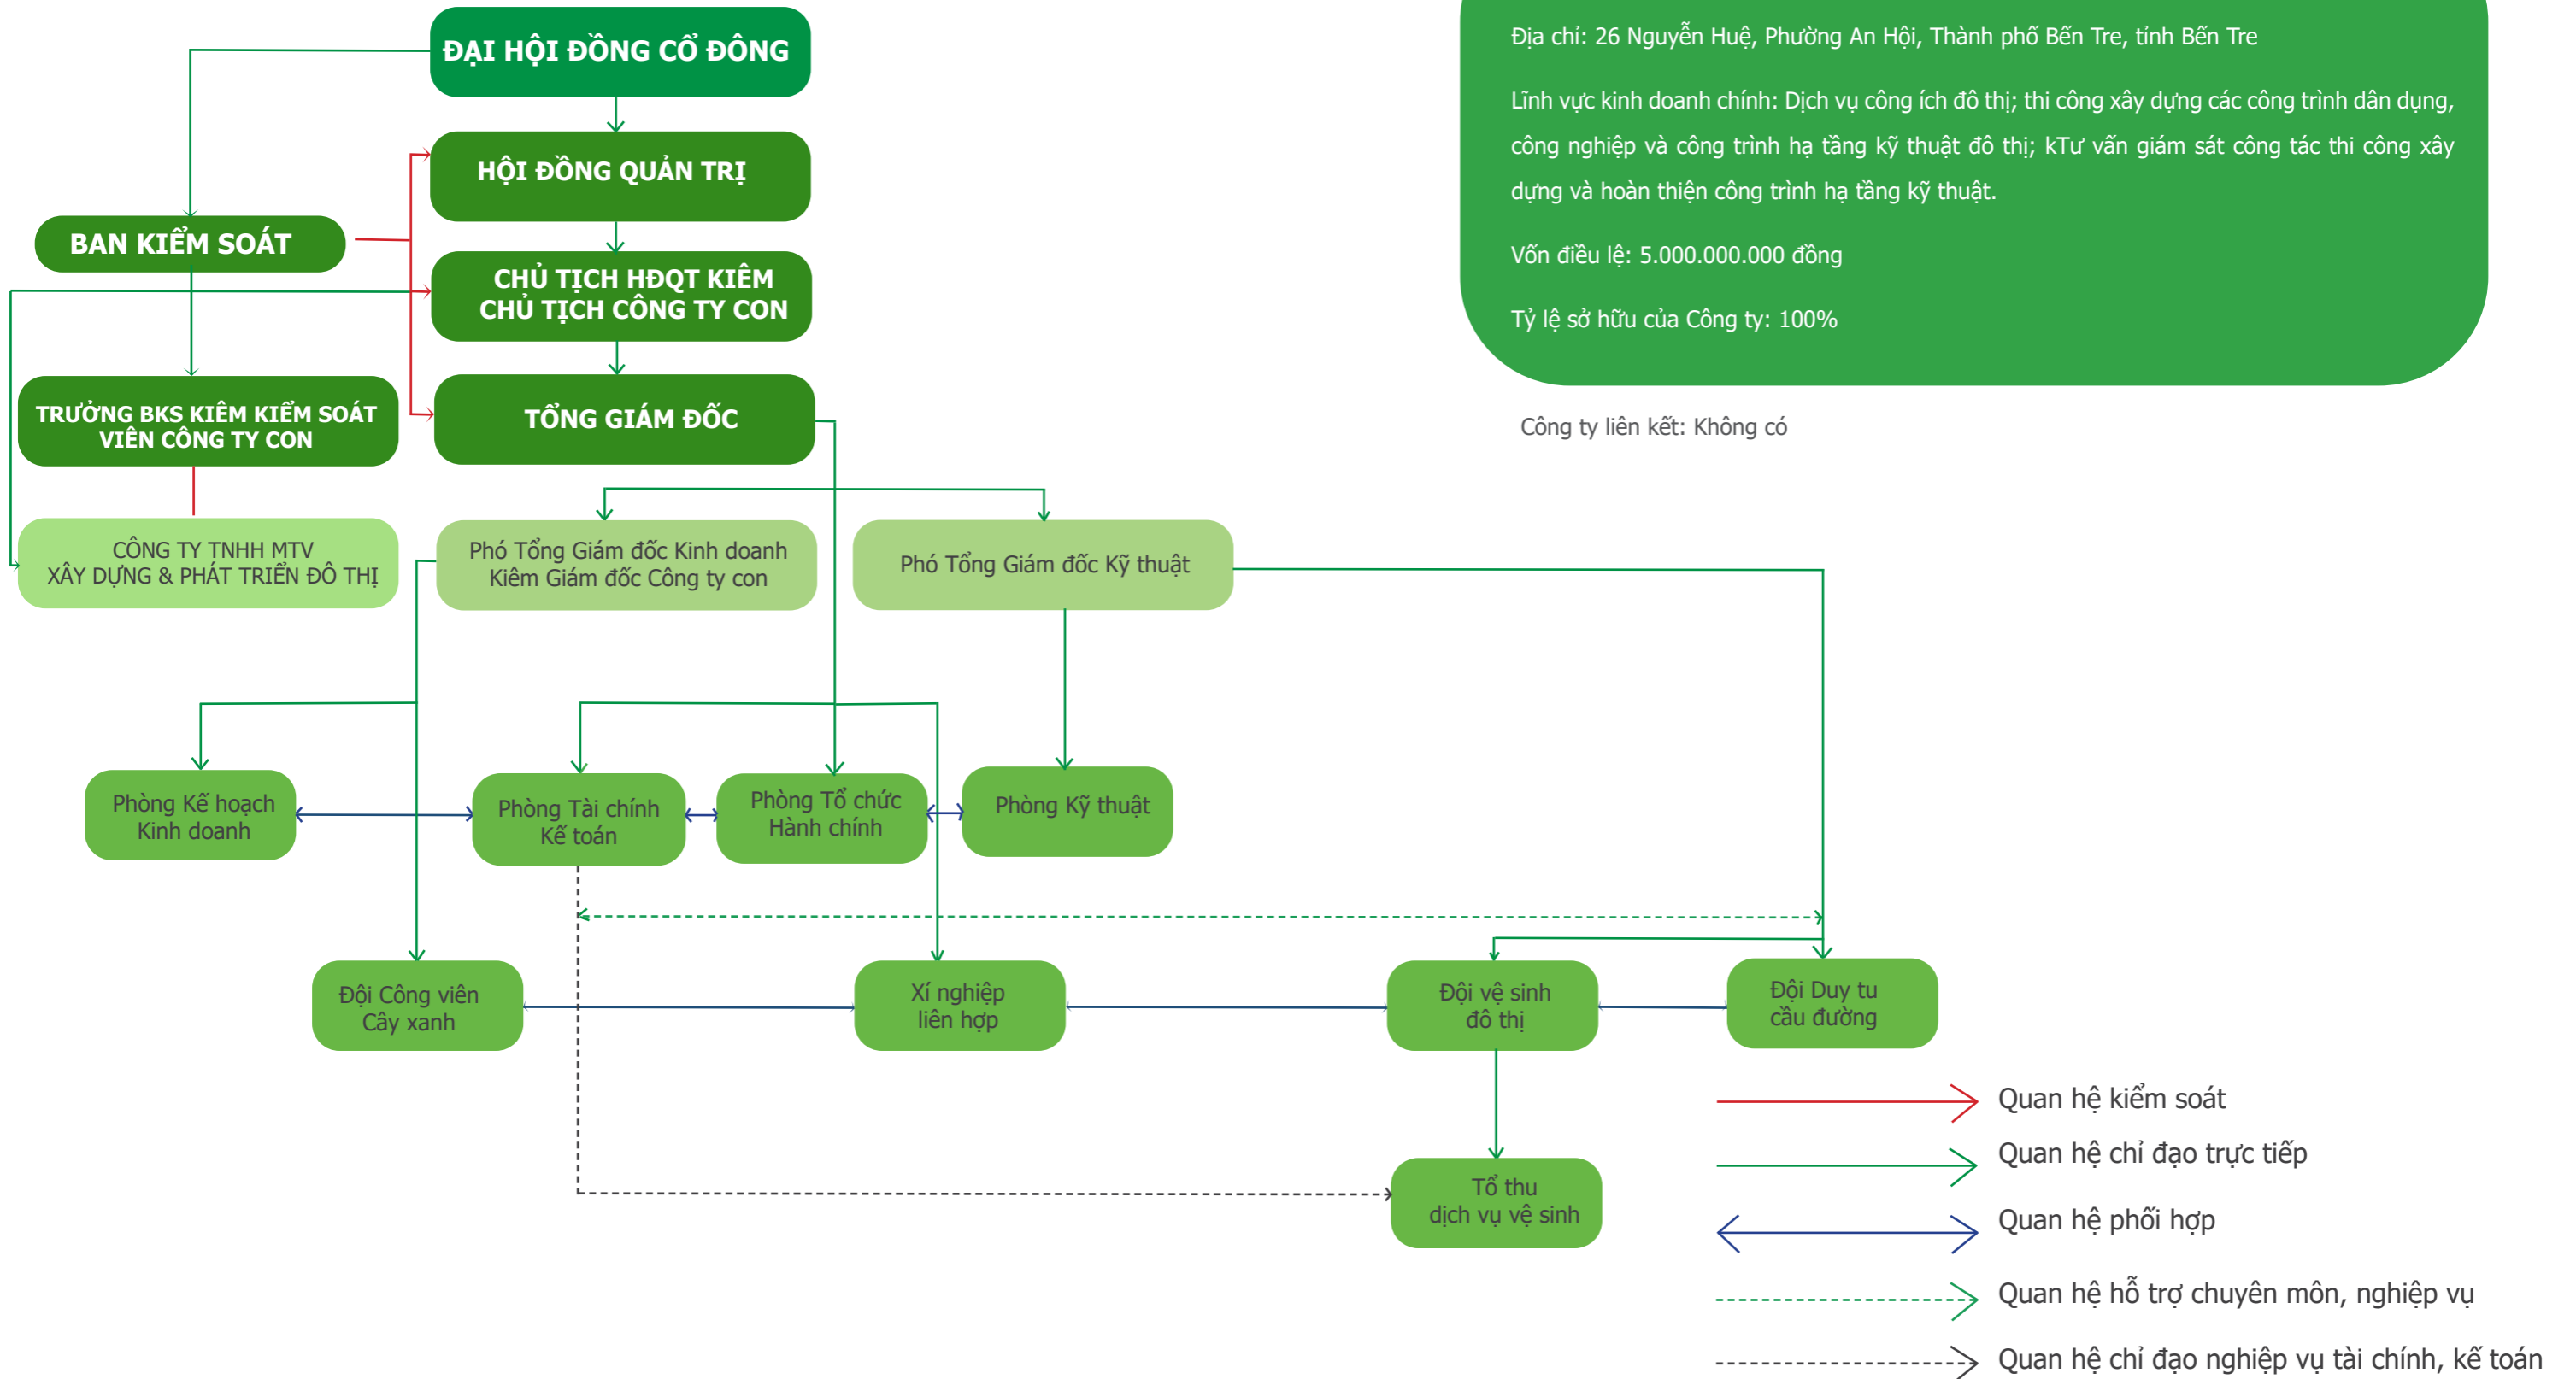 ĐẠI HỘI ĐỒNG CỔ ĐÔNG
HỘI ĐỒNG QUẢN TRỊ
BAN KIỂM SOÁT
CHỦ TỊCH HĐQT KIÊM
CHỦ TỊCH CÔNG TY CON
TRƯỞNG BKS KIÊM KIỂM SOÁT
VIÊN CÔNG TY CON
TỔNG GIÁM ĐỐC
CÔNG TY TNHH MTV
XÂY DỰNG & PHÁT TRIỂN ĐÔ THỊ
Phó Tổng Giám đốc Kinh doanh
Kiêm Giám đốc Công ty con
Phó Tổng Giám đốc Kỹ thuật
Phòng Kế hoạch
Kinh doanh
Phòng Tài chính
Kế toán
Phòng Tổ chức
Hành chính
Phòng Kỹ thuật
Đội Công viên
Cây xanh
Xí nghiệp
liên hợp
Đội vệ sinh
đô thị
Đội Duy tu
cầu đường
Tổ thu
dịch vụ vệ sinh
Địa chỉ: 26 Nguyễn Huệ, Phường An Hội, Thành phố Bến Tre, tỉnh Bến Tre
Lĩnh vực kinh doanh chính: Dịch vụ công ích đô thị; thi công xây dựng các công trình dân dụng,
công nghiệp và công trình hạ tầng kỹ thuật đô thị; kTư vấn giám sát công tác thi công xây
dựng và hoàn thiện công trình hạ tầng kỹ thuật.
Vốn điều lệ: 5.000.000.000 đồng
Tỷ lệ sở hữu của Công ty: 100%
Công ty liên kết: Không có
Quan hệ kiểm soát
Quan hệ chỉ đạo trực tiếp
Quan hệ phối hợp
Quan hệ hỗ trợ chuyên môn, nghiệp vụ
Quan hệ chỉ đạo nghiệp vụ tài chính, kế toán